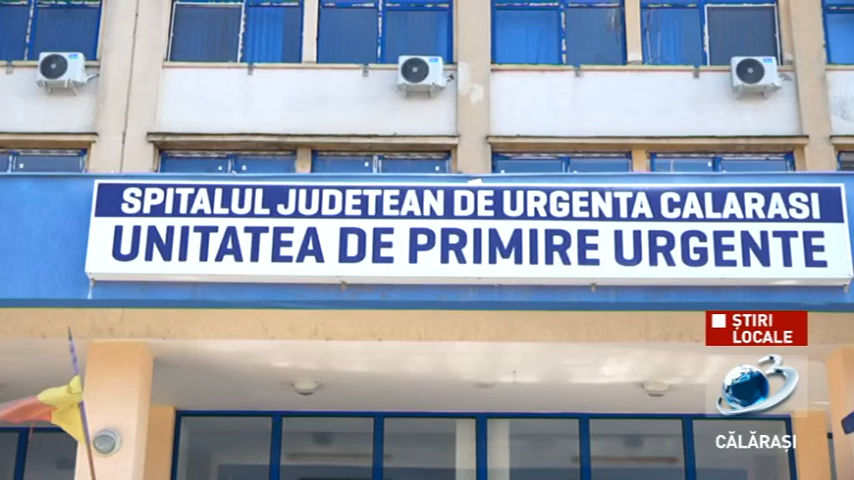 SPITALUL JUDETEAN DE URGENTA CALARASI
UNITATEA DE PRIMIRE URGENTE
ȘTIRI
LOCALE
CĂLĂRAȘI